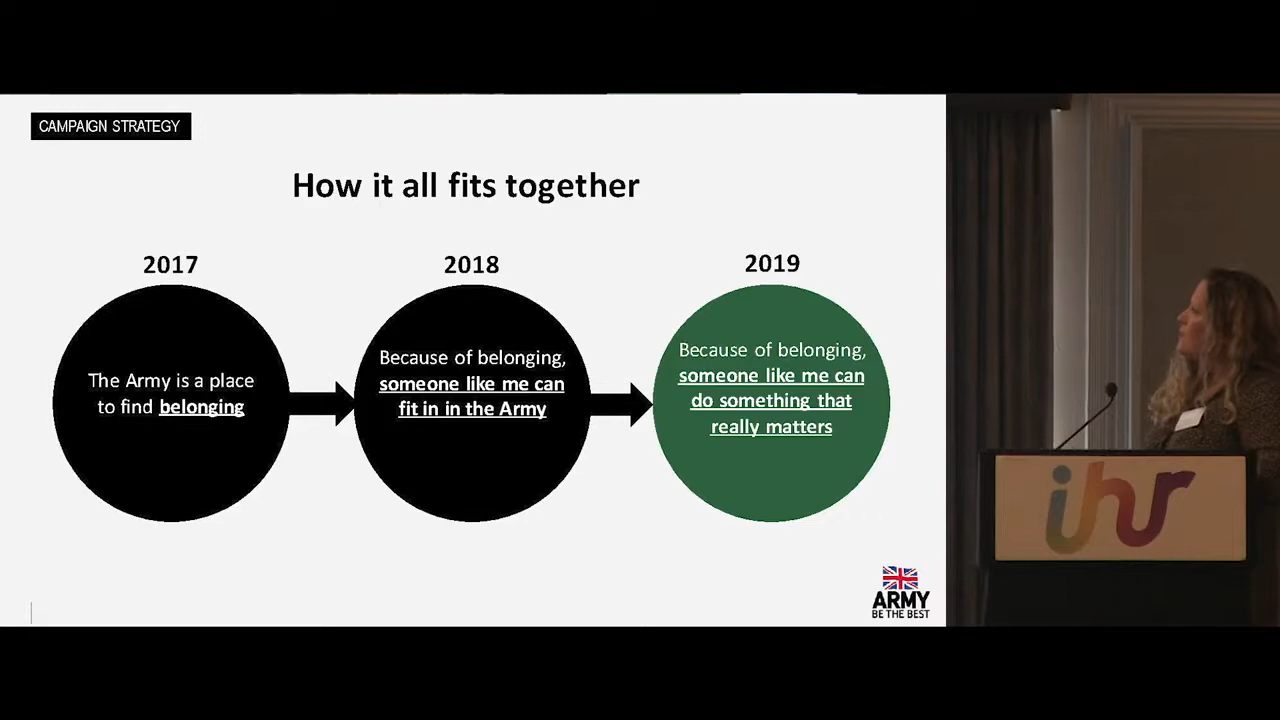 CAMPAIGN STRATEGY
How it all fits together
2017
The Army is a place
to find belonging
2018
Because of belonging,
someone like me can
fit in in the Army
2019
Because of belonging,
someone like me can
do something that
really matters
ARMY
BE THE BEST
ihr